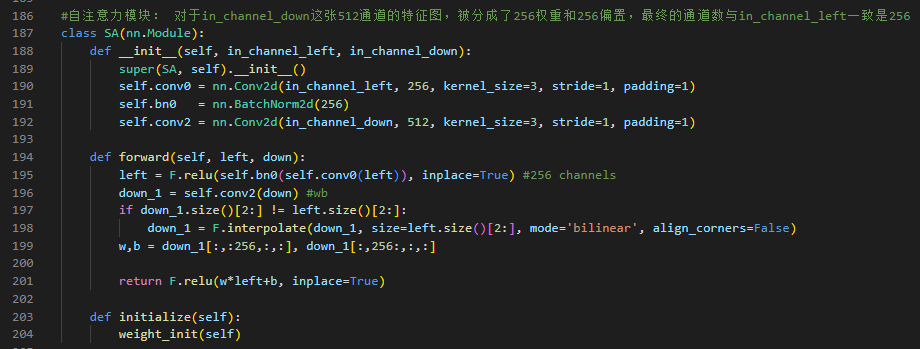 186 #自注意力模块： 对于in_channel_down这张512通道的特征图，被分成了256权重和256偏置，最终的通道数与in_channel_left一致是256
187 class SA(nn.Module):
188     def __init__(self, in_channel_left, in_channel_down):
189         super(SA, self).__init__()
190         self.conv0 = nn.Conv2d(in_channel_left, 256, kernel_size=3, stride=1, padding=1)
191         self.bn0   = nn.BatchNorm2d(256)
192         self.conv2 = nn.Conv2d(in_channel_down, 512, kernel_size=3, stride=1, padding=1)
193
194     def forward(self, left, down):
195         left = F.relu(self.bn0(self.conv0(left)), inplace=True) #256 channels
196         down_1 = self.conv2(down) #wb
197         if down_1.size()[2:] != left.size()[2:]:
198             down_1 = F.interpolate(down_1, size=left.size()[2:], mode='bilinear', align_corners=False)
199         w,b = down_1[:,:256,:,:], down_1[:,256:,:,:]
200
201         return F.relu(w*left+b, inplace=True)
202
203     def initialize(self):
204         weight_init(self)